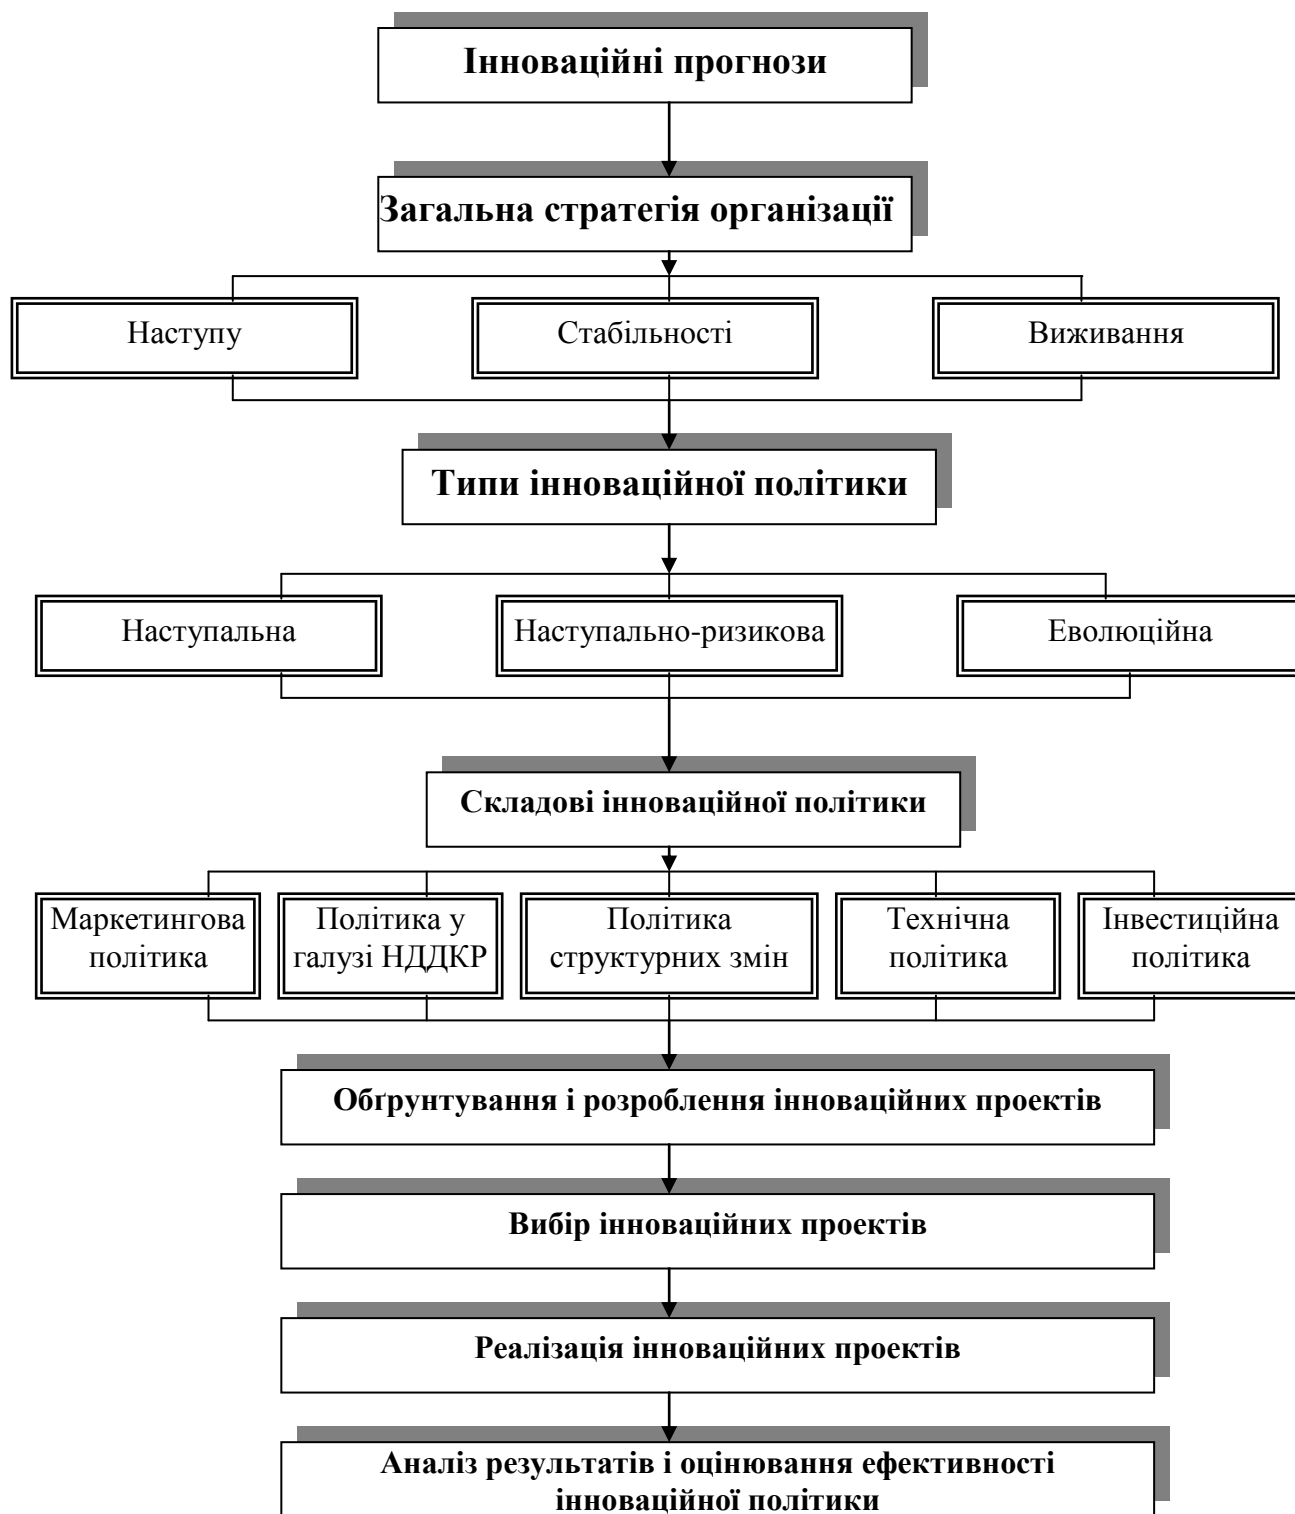 Інноваційні прогнози
Загальна стратегія організації
Наступу
Стабільності
Виживання
Типи інноваційної політики
Наступальна
Наступально-ризикова
Еволюційна
Складові інноваційної політики
Маркетингова
політика
Політика у
галузі НДДКР
Політика
структурних змін
Технічна
політика
Інвестиційна
політика
Обґрунтування і розроблення інноваційних проектів
Вибір інноваційних проектів
Реалізація інноваційних проектів
Аналіз результатів і оцінювання ефективності
інноваційної політики